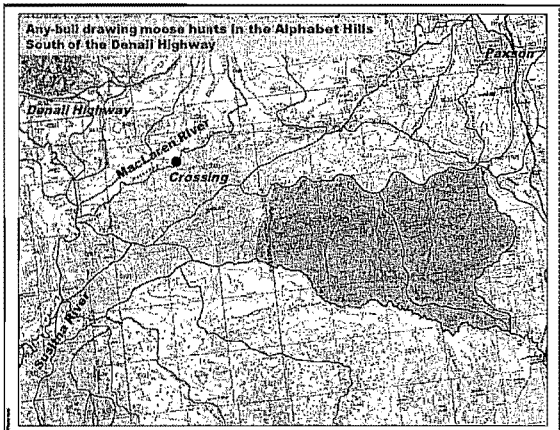 Any-bull drawing moose hunts in the Alphabet Hills
South of the Denali Highway
Paxson
Denali Highway
MacLaren River
Crossing
Susitna River